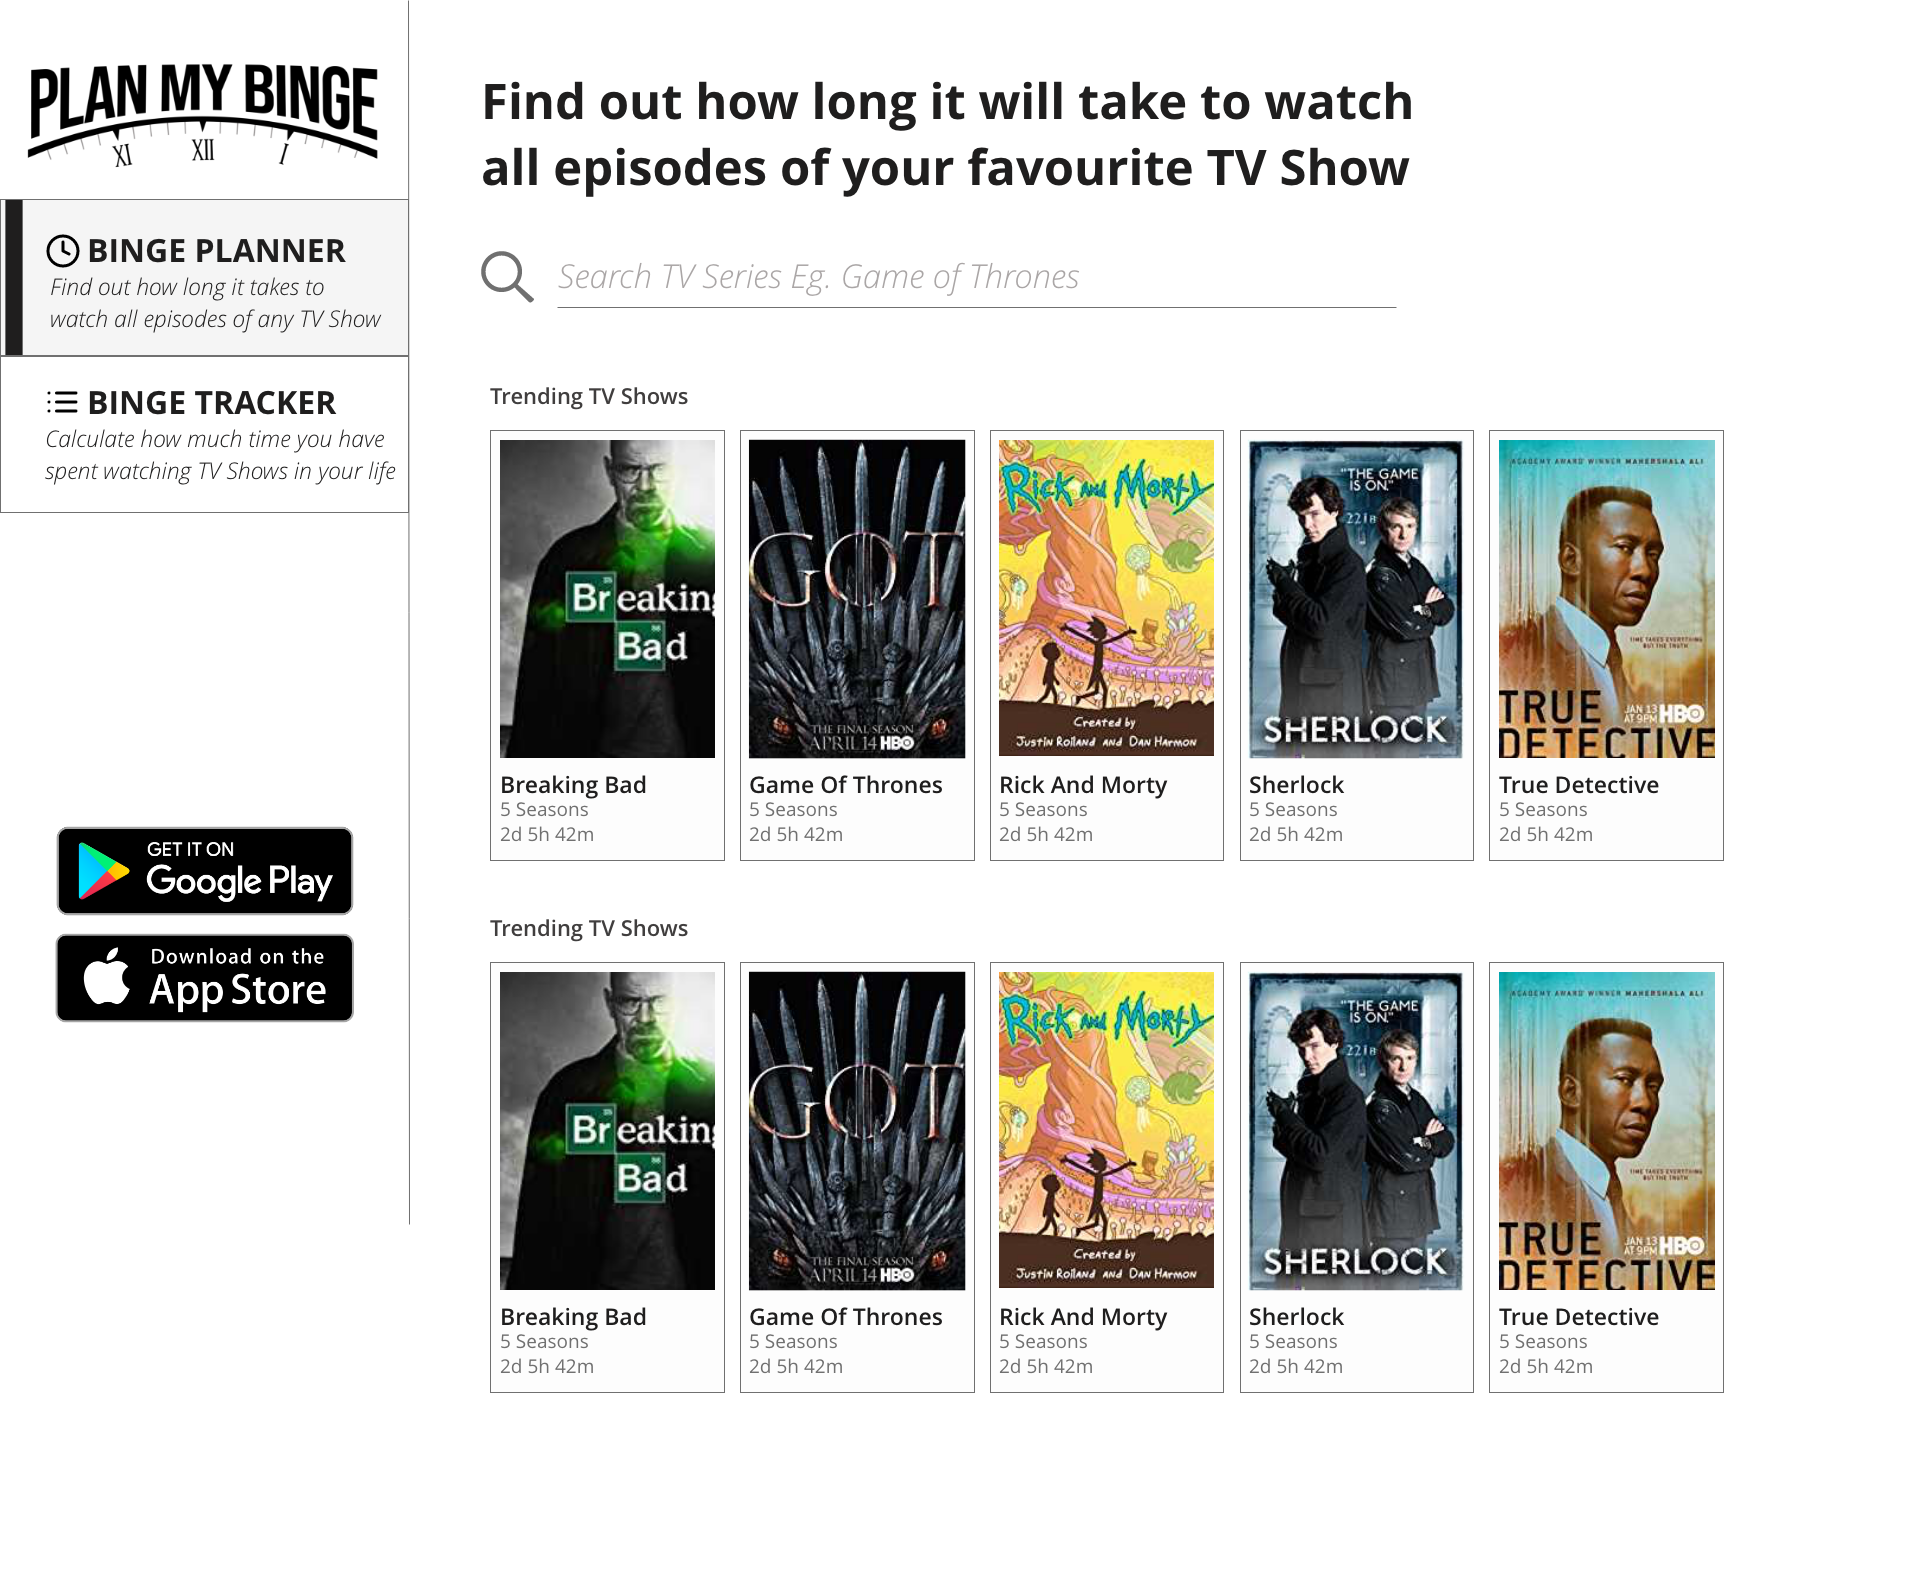 PLAN MY BINGE
XI XII I
BINGE PLANNER
Find out how long it takes to
watch all episodes of any TV Show
BINGE TRACKER
Calculate how much time you have
spent watching TV Shows in your life
GET IT ON
Google Play
Download on the
App Store
Find out how long it will take to watch
all episodes of your favourite TV Show
Search TV Series Eg. Game of Thrones
Trending TV Shows
Breaking
Bad
Breaking Bad
5 Seasons
2d 5h 42m
GOT
THE FINAL SEASON
APRIL 14 HBO
Game Of Thrones
5 Seasons
2d 5h 42m
Rick and Morty
Created by
Justin Roiland and Dan Harmon
Rick And Morty
5 Seasons
2d 5h 42m
"THE GAME
IS ON."
221B
SHERLOCK
Sherlock
5 Seasons
2d 5h 42m
ACADEMY AWARD WINNER MAHERSHALA ALI
TIME TAKES EVERYTHING
BUT THE TRUTH
TRUE
JAN 13
AT 9PM HBO
DETECTIVE
True Detective
5 Seasons
2d 5h 42m
Trending TV Shows
Breaking
Bad
Breaking Bad
5 Seasons
2d 5h 42m
GOT
THE FINAL SEASON
APRIL 14 HBO
Game Of Thrones
5 Seasons
2d 5h 42m
Rick and Morty
Created by
Justin Roiland and Dan Harmon
Rick And Morty
5 Seasons
2d 5h 42m
"THE GAME
IS ON."
221B
SHERLOCK
Sherlock
5 Seasons
2d 5h 42m
ACADEMY AWARD WINNER MAHERSHALA ALI
TIME TAKES EVERYTHING
BUT THE TRUTH
TRUE
JAN 13
AT 9PM HBO
DETECTIVE
True Detective
5 Seasons
2d 5h 42m